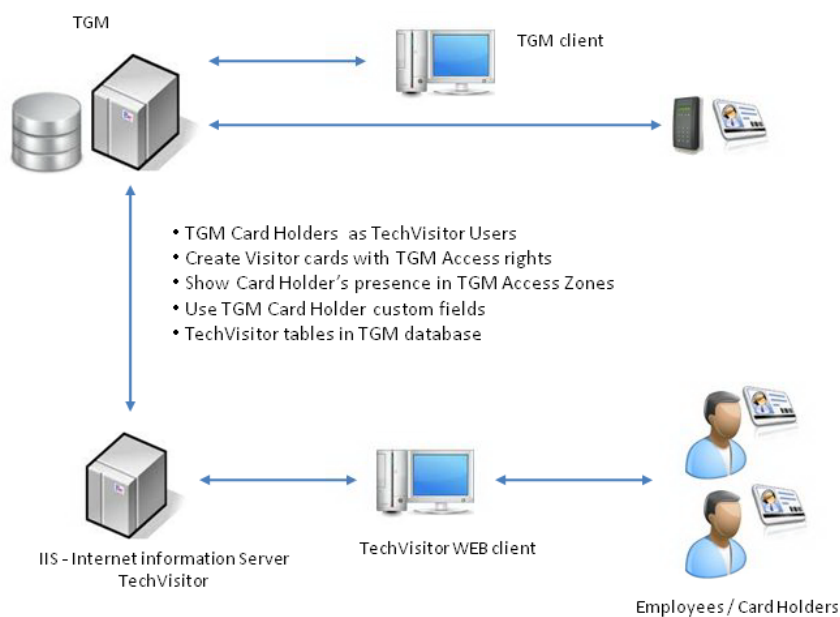 TGM
TGM client
• TGM Card Holders as TechVisitor Users
• Create Visitor cards with TGM Access rights
• Show Card Holder's presence in TGM Access Zones
• Use TGM Card Holder custom fields
• TechVisitor tables in TGM database
IIS - Internet information Server
TechVisitor
TechVisitor WEB client
Employees / Card Holders